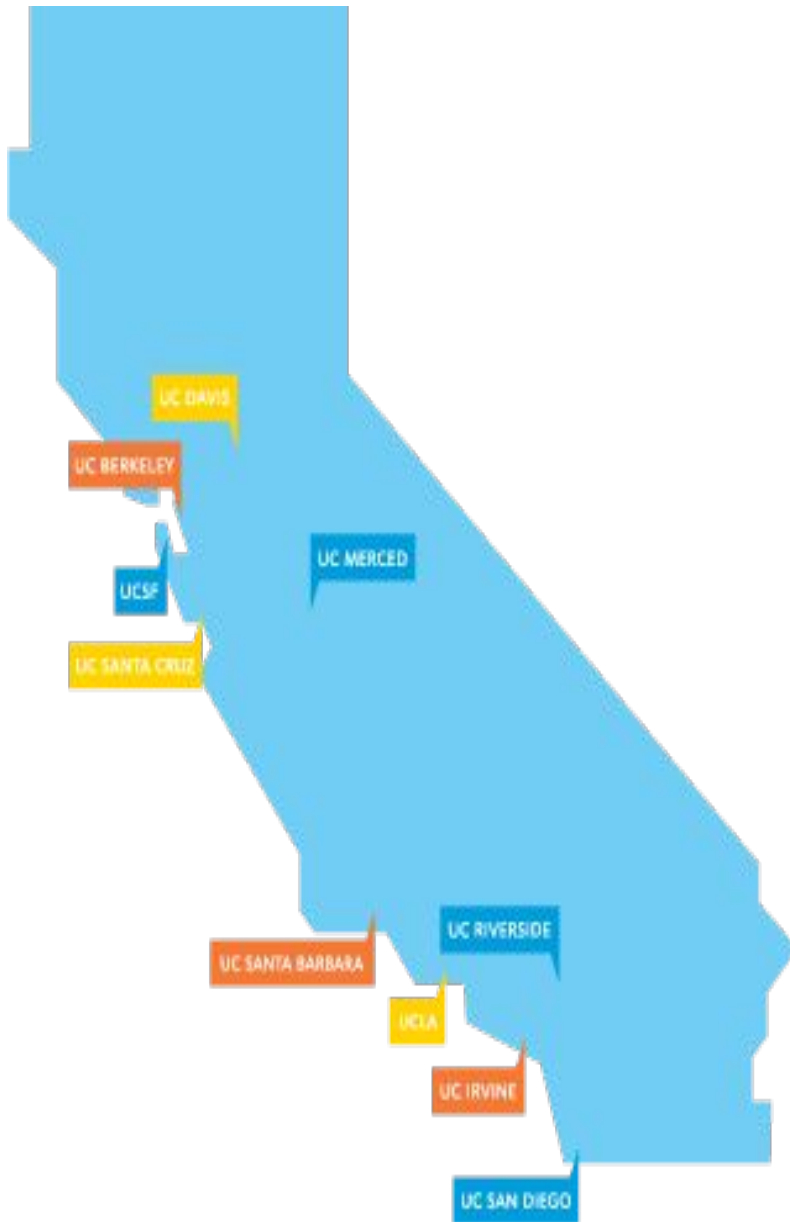 UC DAVIS
UC BERKELEY
UC MERCED
UCSF
UC SANTA CRUZ
UC RIVERSIDE
UC SANTA BARBARA
UCLA
UC IRVINE
UC SAN DIEGO